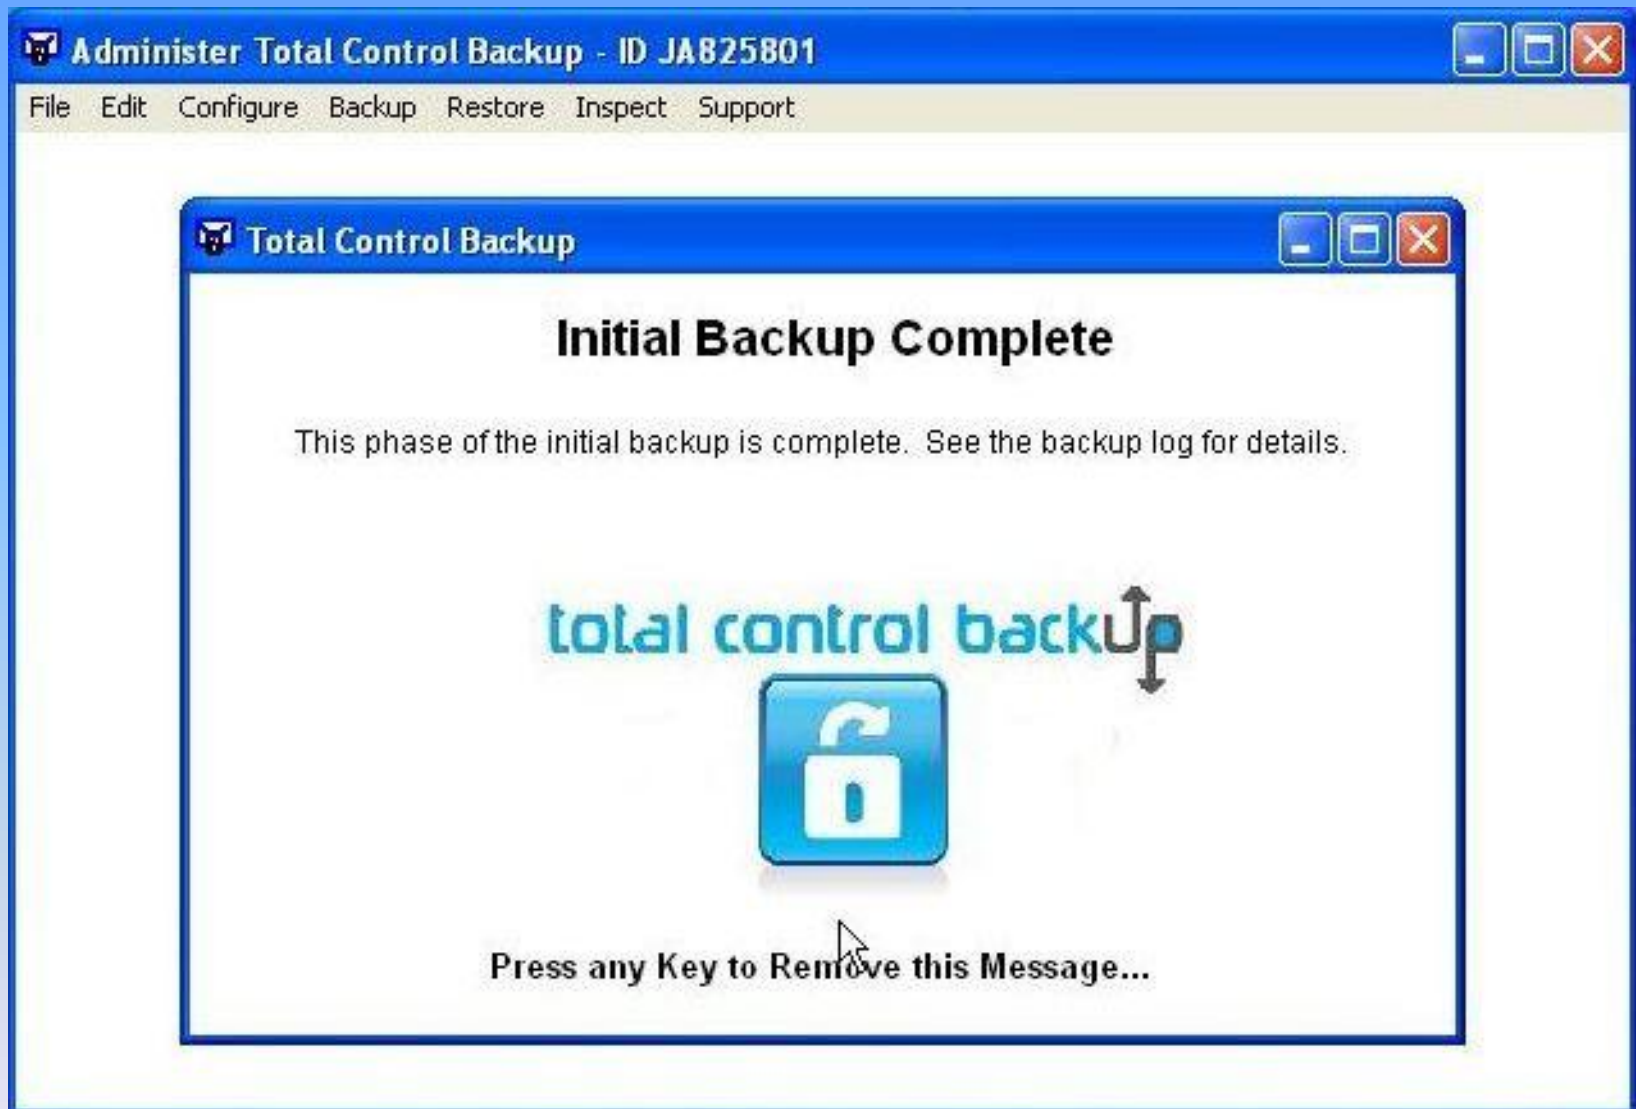 Administer Total Control Backup - ID JA825801
File Edit Configure Backup Restore Inspect Support
Total Control Backup
Initial Backup Complete
This phase of the initial backup is complete. See the backup log for details.
total control backup
Press any Key to Remove this Message...